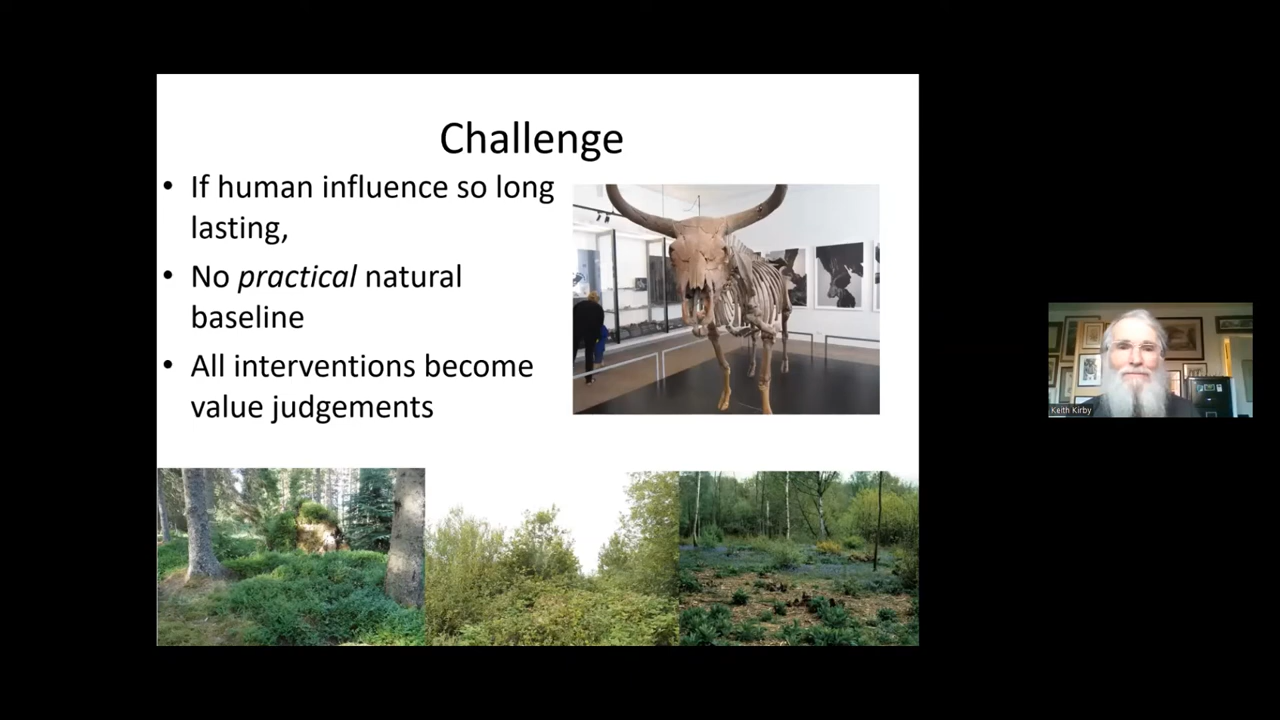 Challenge
• If human influence so long
lasting,
• No practical natural
baseline
• All interventions become
value judgements
Keith Kirby